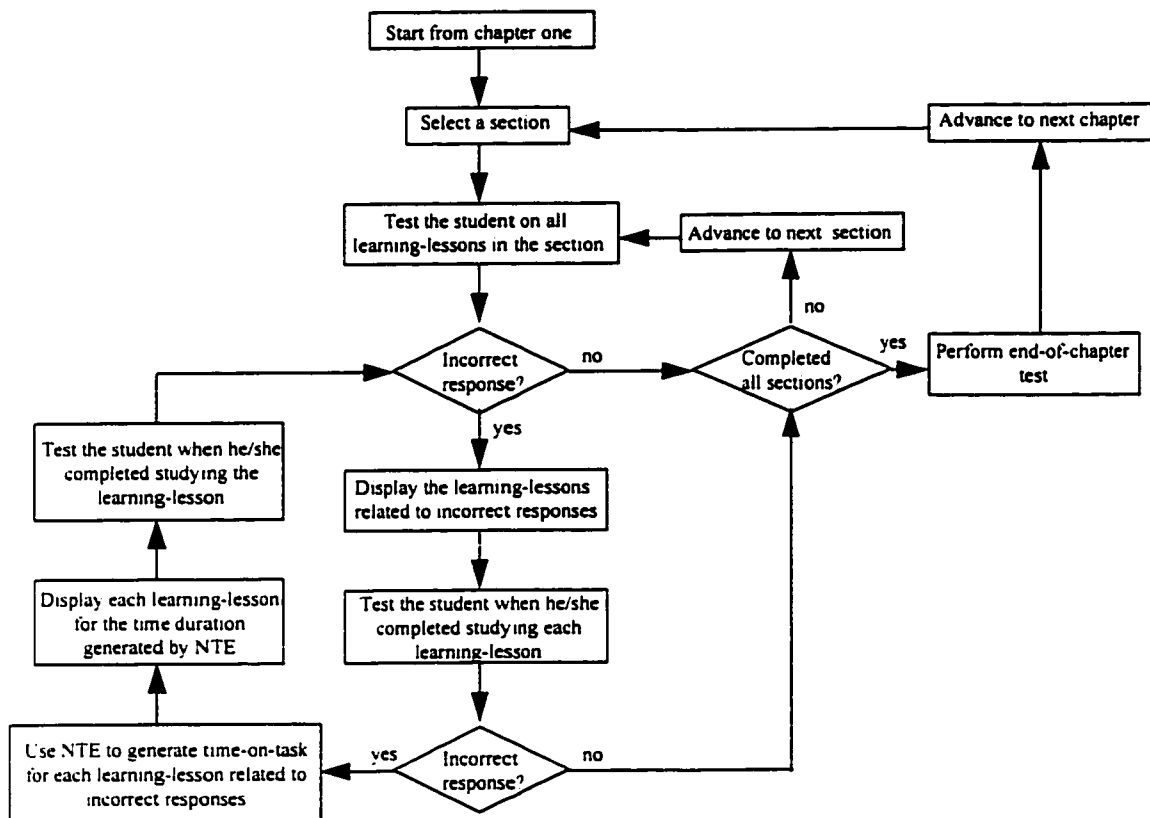 Start from chapter one
Select a section
Advance to next chapter
Test the student on all
learning-lessons in the section
Advance to next section
no
Incorrect
response?
no
Completed
all sections?
yes
Perform end-of-chapter
test
yes
Test the student when he/she
completed studying the
learning-lesson
Display the learning-lessons
related to incorrect responses
Display each learning-lesson
for the time duration
generated by NTE
Test the student when he/she
completed studying each
learning-lesson
Use NTE to generate time-on-task
for each learning-lesson related to
incorrect responses
yes
Incorrect
response?
no